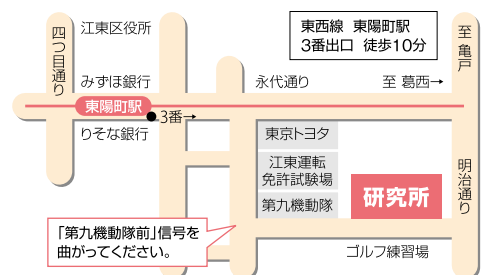 江東区役所
東西線 東陽町駅
3番出口 徒歩10分
至 亀戸
四つ目通り
みずほ銀行
永代通り
至 葛西→
東陽町駅
3番→
りそな銀行
東京トヨタ
江東運転
免許試験場
第九機動隊
研究所
明治通り
「第九機動隊前」信号を
曲がってください。
ゴルフ練習場